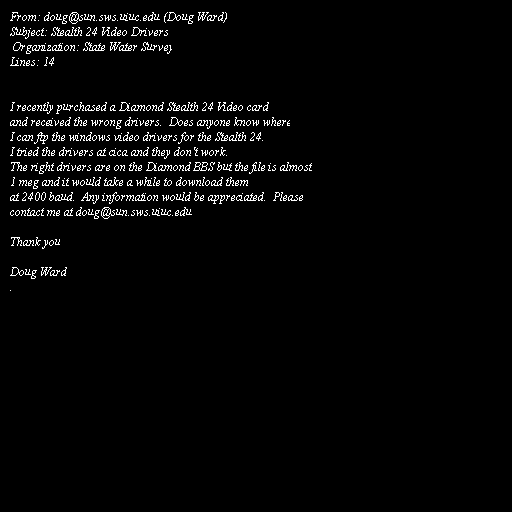 From: doug@sun.sws.uiuc.edu (Doug Ward)
Subject: Stealth 24 Video Drivers
Organization: State Water Survey
Lines: 14
I recently purchased a Diamond Stealth 24 Video card
and received the wrong drivers.  Does anyone know where
I can ftp the windows video drivers for the Stealth 24.
I tried the drivers at cica and they don't work.
The right drivers are on the Diamond BBS but the file is almost
1 meg and it would take a while to download them
at 2400 baud.  Any information would be appreciated.  Please
contact me at doug@sun.sws.uiuc.edu
Thank you
Doug Ward
.